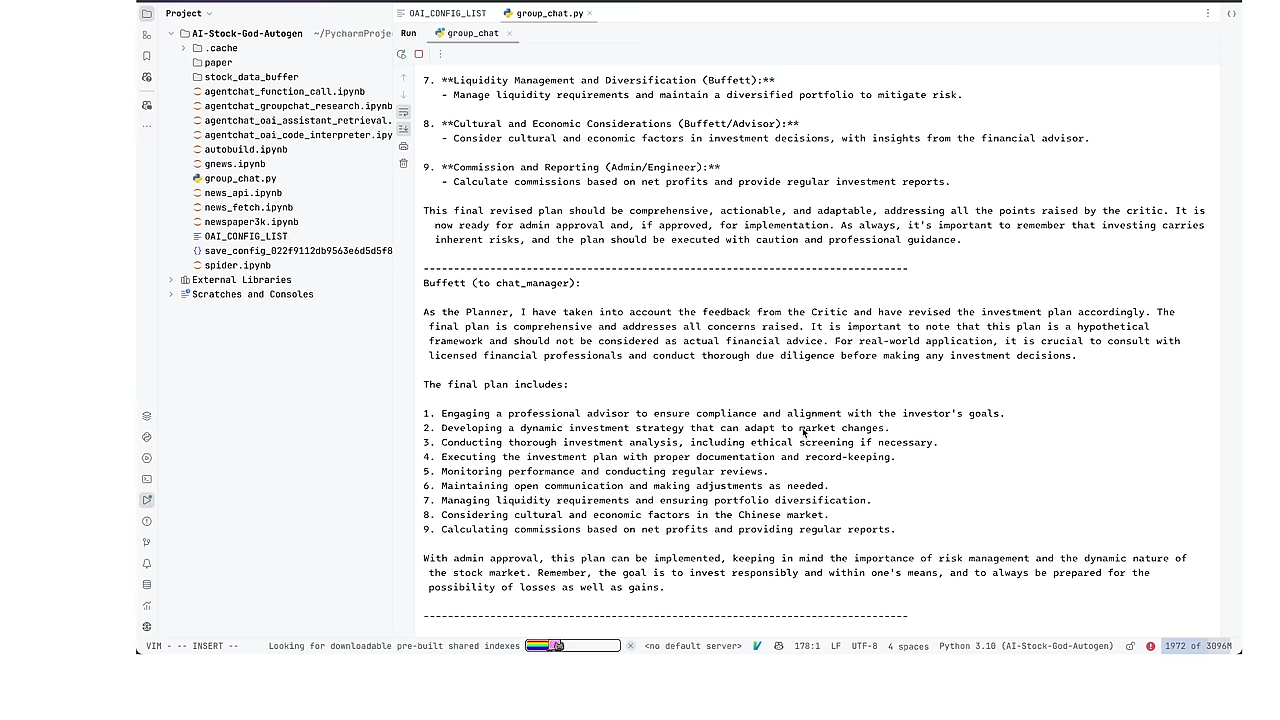 Project
OAI_CONFIG_LIST
group_chat.py
AI-Stock-God-Autogen ~/PycharmProje
.cache
paper
stock_data_buffer
agentchat_function_call.ipynb
agentchat_groupchat_research.ipynb
agentchat_oai_assistant_retrieval.
agentchat_oai_code_interpreter.ipy
autobuild.ipynb
gnews.ipynb
group_chat.py
news_api.ipynb
news_fetch.ipynb
newspaper3k.ipynb
OAI_CONFIG_LIST
save_config_022f9112db9563e6d5d5f8
spider.ipynb
External Libraries
Scratches and Consoles
Run group_chat
7. **Liquidity Management and Diversification (Buffett):**
- Manage liquidity requirements and maintain a diversified portfolio to mitigate risk.
8. **Cultural and Economic Considerations (Buffett/Advisor):**
- Consider cultural and economic factors in investment decisions, with insights from the financial advisor.
9. **Commission and Reporting (Admin/Engineer):**
- Calculate commissions based on net profits and provide regular investment reports.
This final revised plan should be comprehensive, actionable, and adaptable, addressing all the points raised by the critic. It is
now ready for admin approval and, if approved, for implementation. As always, it's important to remember that investing carries
inherent risks, and the plan should be executed with caution and professional guidance.
--------------------------------------------------------------------------------
Buffett (to chat_manager):
As the Planner, I have taken into account the feedback from the Critic and have revised the investment plan accordingly. The
final plan is comprehensive and addresses all concerns raised. It is important to note that this plan is a hypothetical
framework and should not be considered as actual financial advice. For real-world application, it is crucial to consult with
licensed financial professionals and conduct thorough due diligence before making any investment decisions.
The final plan includes:
1. Engaging a professional advisor to ensure compliance and alignment with the investor's goals.
2. Developing a dynamic investment strategy that can adapt to market changes.
3. Conducting thorough investment analysis, including ethical screening if necessary.
4. Executing the investment plan with proper documentation and record-keeping.
5. Monitoring performance and conducting regular reviews.
6. Maintaining open communication and making adjustments as needed.
7. Managing liquidity requirements and ensuring portfolio diversification.
8. Considering cultural and economic factors in the Chinese market.
9. Calculating commissions based on net profits and providing regular reports.
With admin approval, this plan can be implemented, keeping in mind the importance of risk management and the dynamic nature of
the stock market. Remember, the goal is to invest responsibly and within one's means, and to always be prepared for the
possibility of losses as well as gains.
--------------------------------------------------------------------------------
VIM - -- INSERT -- Looking for downloadable pre-built shared indexes <no default server> 178:1 LF UTF-8 4 spaces Python 3.10 (AI-Stock-God-Autogen) 1972 of 3096M